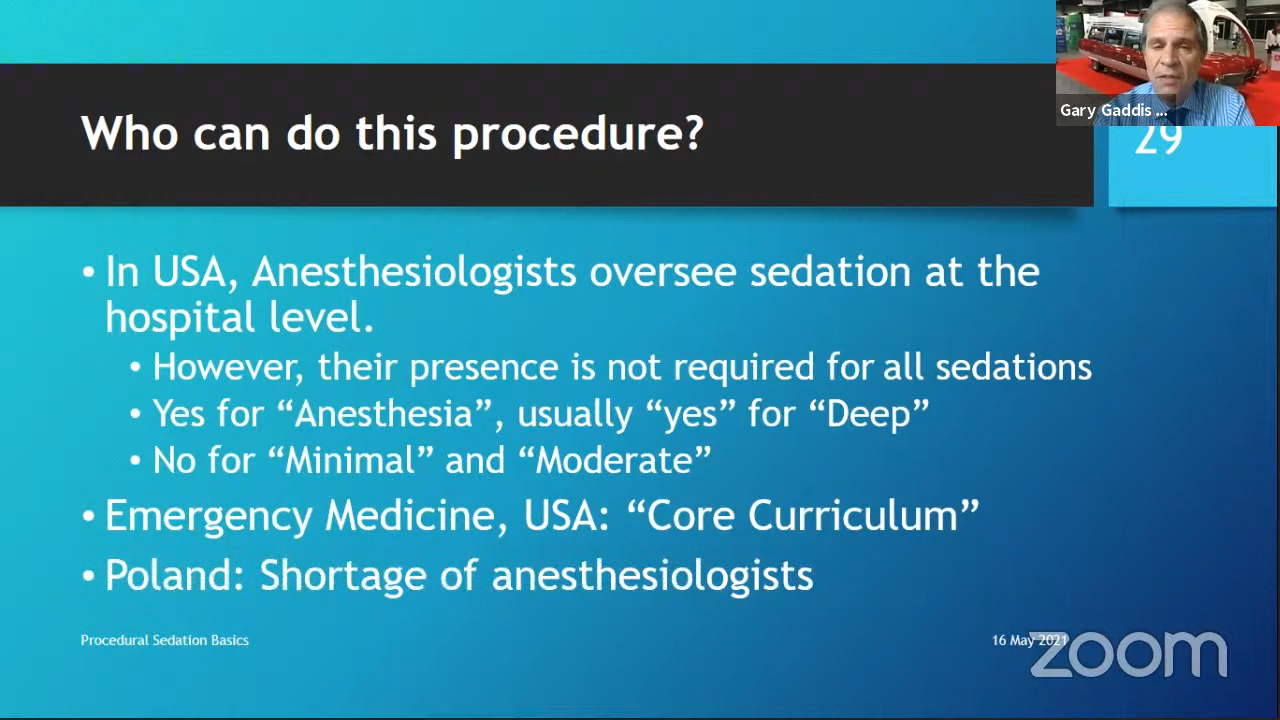 Gary Gaddis ...
Who can do this procedure?
29
• In USA, Anesthesiologists oversee sedation at the
hospital level.
• However, their presence is not required for all sedations
• Yes for “Anesthesia”, usually “yes” for “Deep”
• No for “Minimal” and “Moderate”
• Emergency Medicine, USA: “Core Curriculum”
• Poland: Shortage of anesthesiologists
Procedural Sedation Basics
16 May 2021
zoom